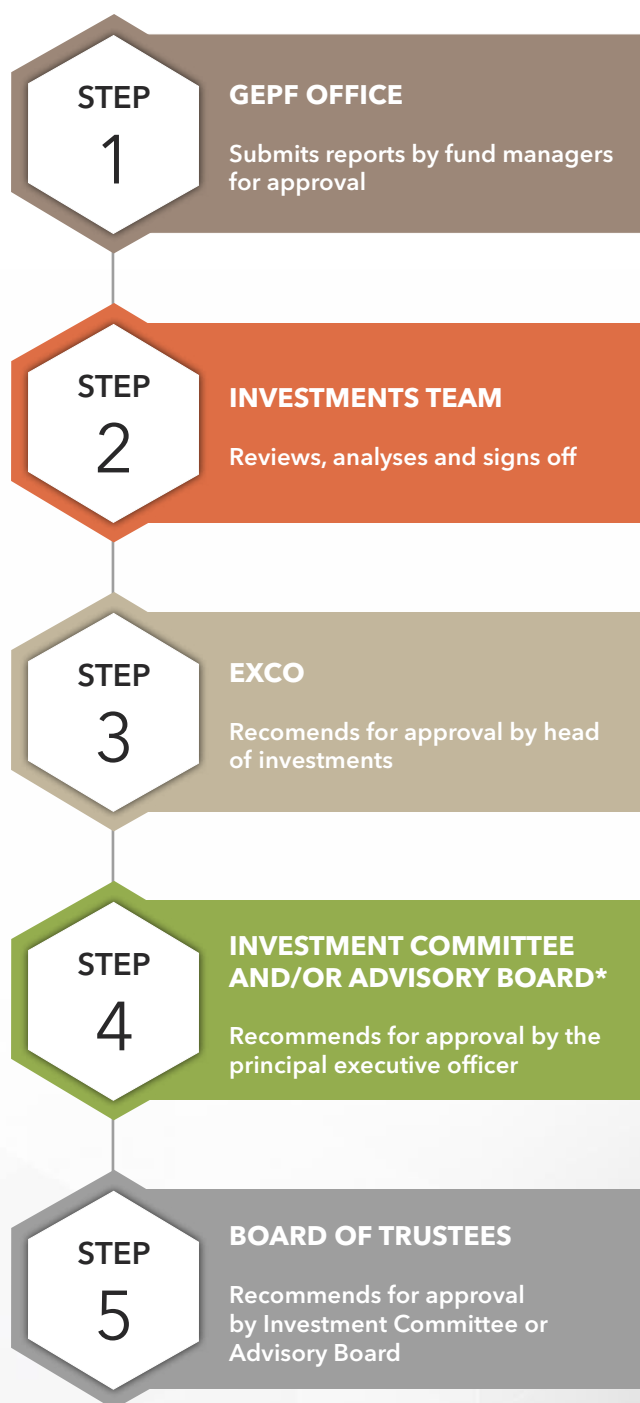 STEP
1
GEPF OFFICE
Submits reports by fund managers
for approval
STEP
2
INVESTMENTS TEAM
Reviews, analyses and signs off
STEP
3
EXCO
Recomends for approval by head
of investments
STEP
4
INVESTMENT COMMITTEE
AND/OR ADVISORY BOARD*
Recommends for approval by the
principal executive officer
STEP
5
BOARD OF TRUSTEES
Recommends for approval
by Investment Committee or
Advisory Board